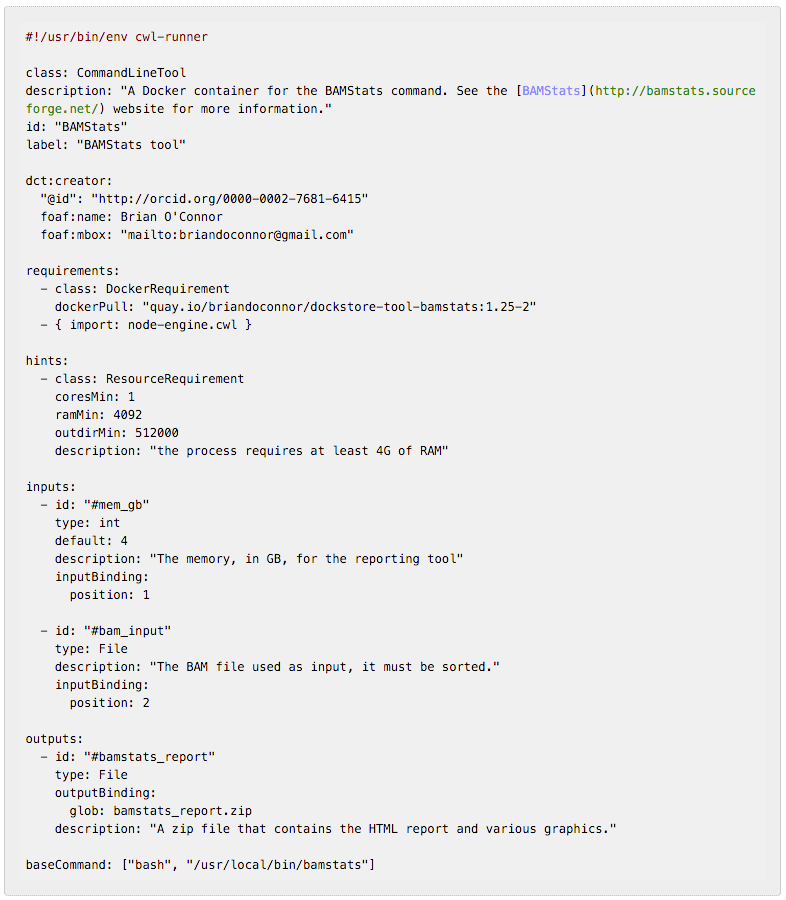 #!/usr/bin/env cwl-runner

class: CommandLineTool
description: "A Docker container for the BAMStats command. See the [BAMStats](http://bamstats.source
forge.net/) website for more information."
id: "BAMStats"
label: "BAMStats tool"

dct:creator:
  "@id": "http://orcid.org/0000-0002-7681-6415"
  foaf:name: Brian O'Connor
  foaf:mbox: "mailto:briandoconnor@gmail.com"

requirements:
  - class: DockerRequirement
    dockerPull: "quay.io/briandoconnor/dockstore-tool-bamstats:1.25-2"
  - { import: node-engine.cwl }

hints:
  - class: ResourceRequirement
    coresMin: 1
    ramMin: 4092
    outdirMin: 512000
    description: "the process requires at least 4G of RAM"

inputs:
  - id: "#mem_gb"
    type: int
    default: 4
    description: "The memory, in GB, for the reporting tool"
    inputBinding:
      position: 1

  - id: "#bam_input"
    type: File
    description: "The BAM file used as input, it must be sorted."
    inputBinding:
      position: 2

outputs:
  - id: "#bamstats_report"
    type: File
    outputBinding:
      glob: bamstats_report.zip
    description: "A zip file that contains the HTML report and various graphics."

baseCommand: ["bash", "/usr/local/bin/bamstats"]